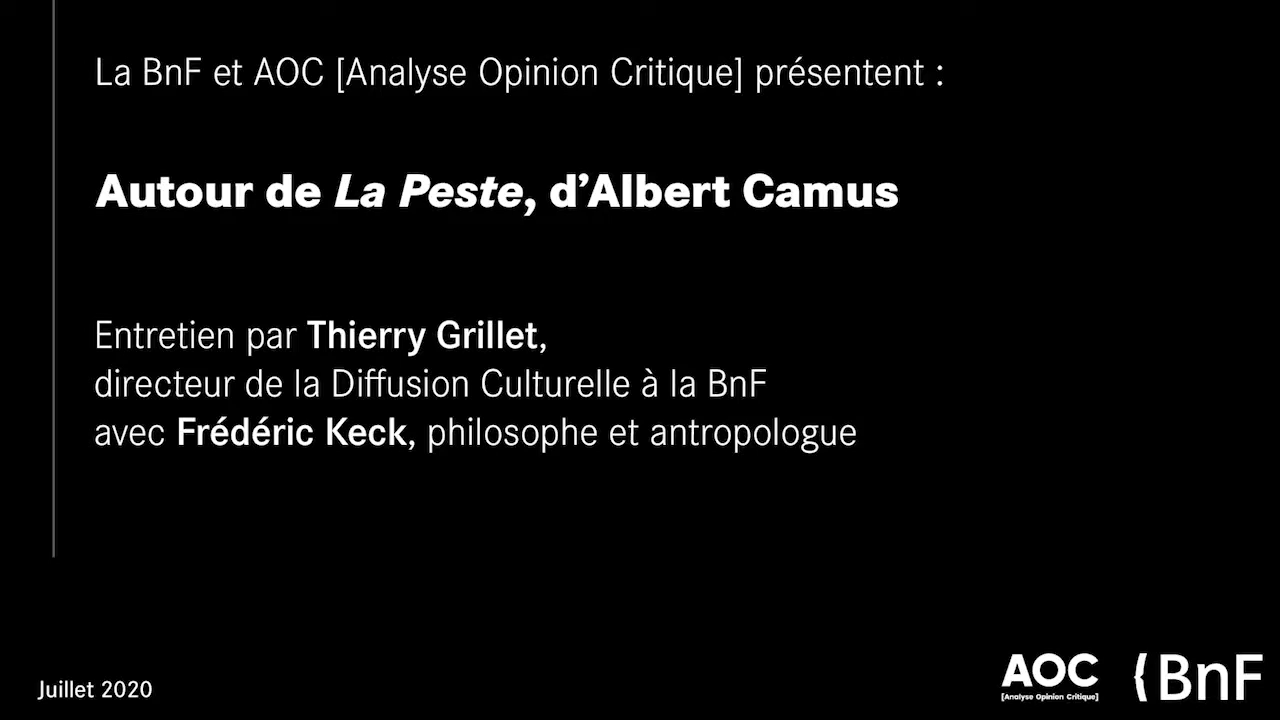 La BnF et AOC [Analyse Opinion Critique] présentent :
Autour de La Peste, d’Albert Camus
Entretien par Thierry Grillet,
directeur de la Diffusion Culturelle à la BnF
avec Frédéric Keck, philosophe et antropologue
Juillet 2020
AOC
[Analyse Opinion Critique]
{BnF